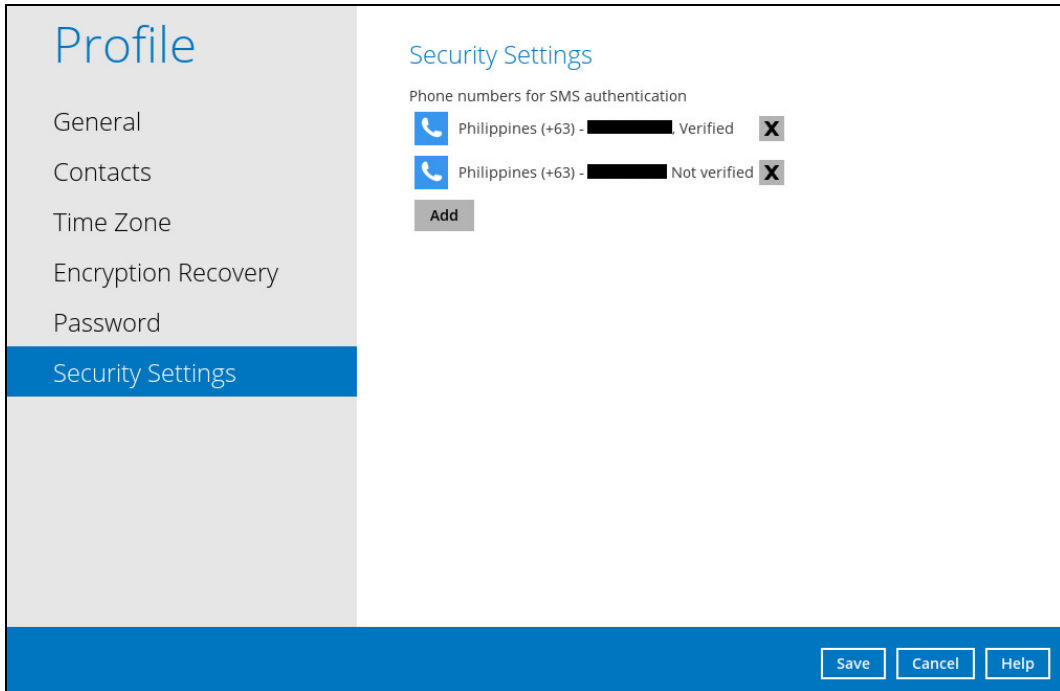 Profile
General
Contacts
Time Zone
Encryption Recovery
Password
Security Settings
Security Settings
Phone numbers for SMS authentication
Philippines (+63) - , Verified X
Philippines (+63) - Not verified X
Add
Save Cancel Help